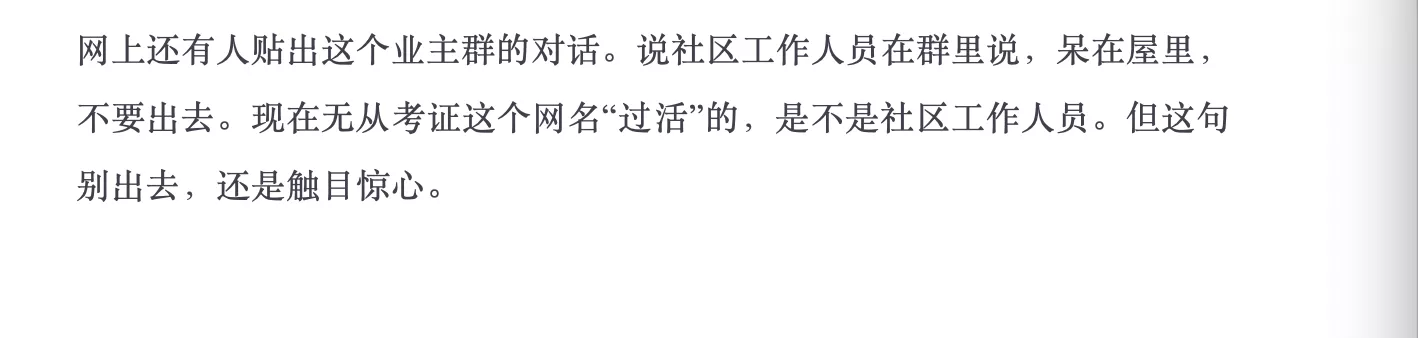 网上还有人贴出这个业主群的对话。说社区工作人员在群里说，呆在屋里，
不要出去。现在无从考证这个网名“过活”的，是不是社区工作人员。但这句
别出去，还是触目惊心。